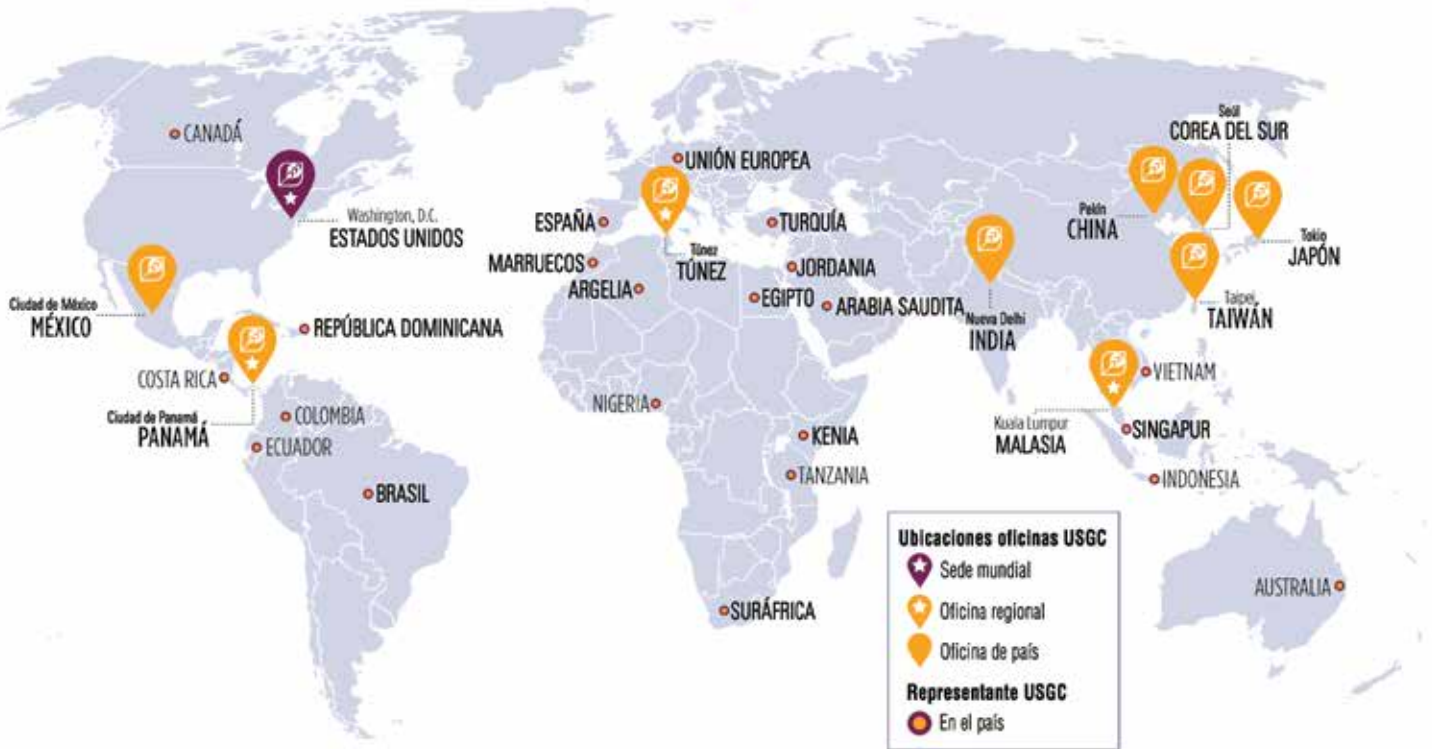 CANADÁ
Washington, D.C.
ESTADOS UNIDOS
Ciudad de México
MÉXICO
REPÚBLICA DOMINICANA
COSTA RICA
Ciudad de Panamá
PANAMÁ
COLOMBIA
ECUADOR
BRASIL
UNIÓN EUROPEA
ESPAÑA
TURQUÍA
Túnez
TÚNEZ
MARRUECOS
ARGELIA
JORDANIA
EGIPTO
ARABIA SAUDITA
NIGERIA
KENIA
TANZANIA
SURÁFRICA
Nueva Delhi
INDIA
Pekín
CHINA
Seúl
COREA DEL SUR
Tokio
JAPÓN
Taipei,
TAIWÁN
VIETNAM
Kuala Lumpur
MALASIA
SINGAPUR
INDONESIA
AUSTRALIA
Ubicaciones oficinas USGC
Sede mundial
Oficina regional
Oficina de país
Representante USGC
En el país